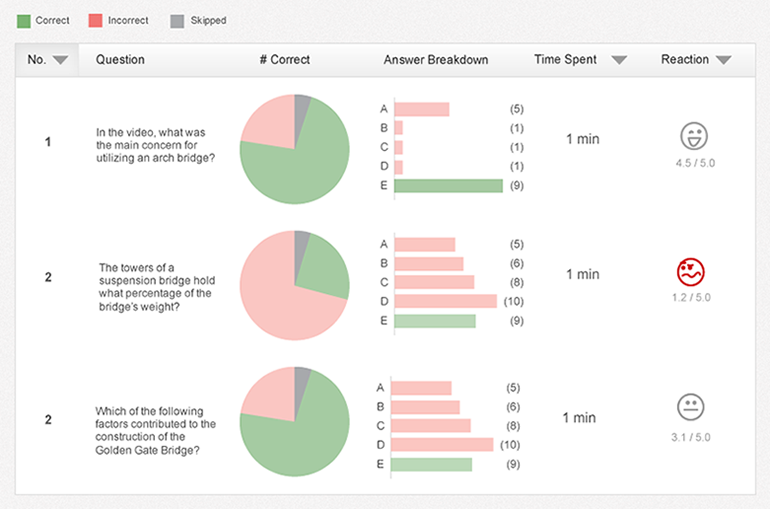 Correct Incorrect Skipped
No. Question # Correct Answer Breakdown Time Spent Reaction
1
In the video, what was
the main concern for
utilizing an arch bridge?
A (5)
B (1)
C (1)
D (1)
E (9)
1 min
4.5 / 5.0
2
The towers of a
suspension bridge hold
what percentage of the
bridge's weight?
A (5)
B (6)
C (8)
D (10)
E (9)
1 min
1.2 / 5.0
2
Which of the following
factors contributed to the
construction of the
Golden Gate Bridge?
A (5)
B (6)
C (8)
D (10)
E (9)
1 min
3.1 / 5.0